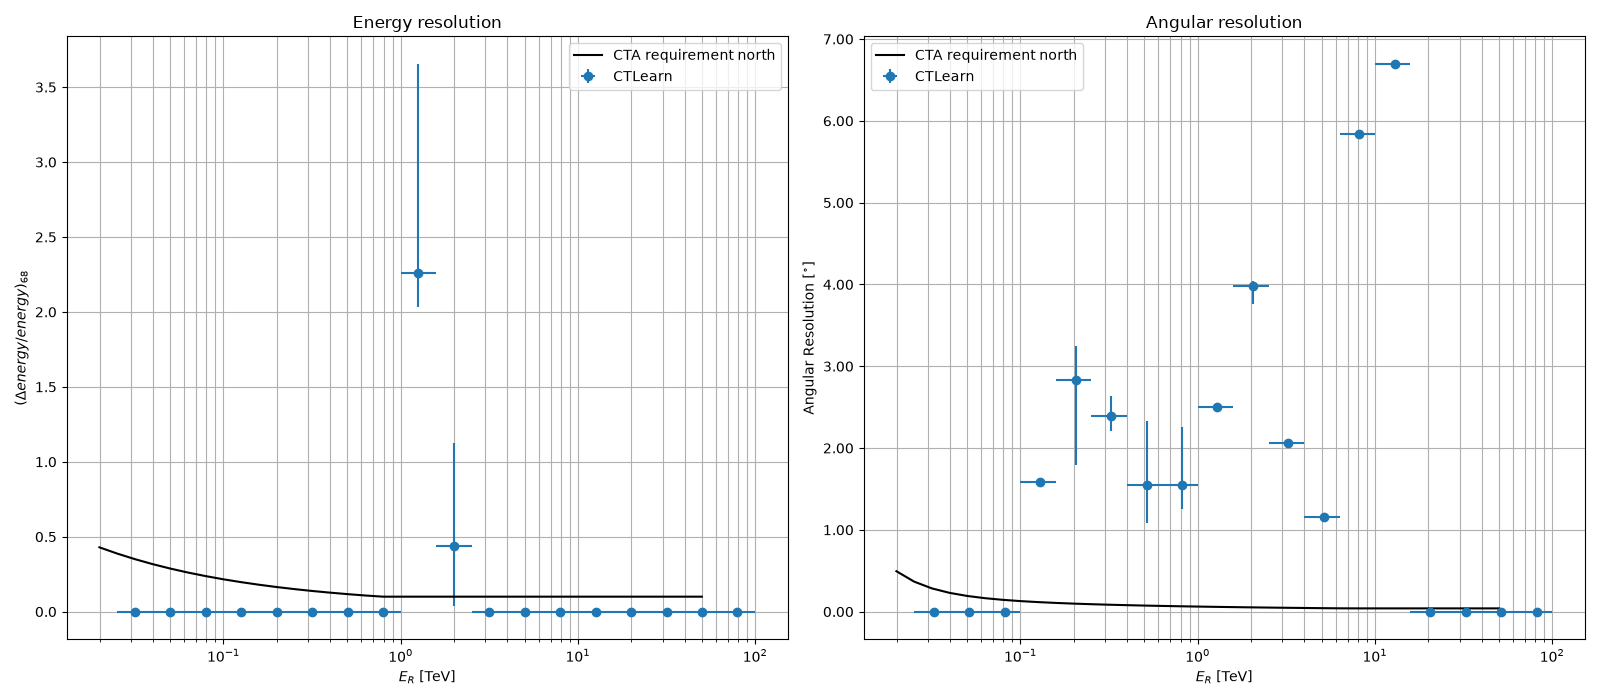 Energy resolution
CTA requirement north
CTLearn
3.5
3.0
2.5
2.0
1.5
1.0
0.5
0.0
(Δenergy/energy)₆₈
10⁻¹ 10⁰ 10¹ 10²
E_R [TeV]
Angular resolution
CTA requirement north
CTLearn
7.00
6.00
5.00
4.00
3.00
2.00
1.00
0.00
Angular Resolution [°]
10⁻¹ 10⁰ 10¹ 10²
E_R [TeV]